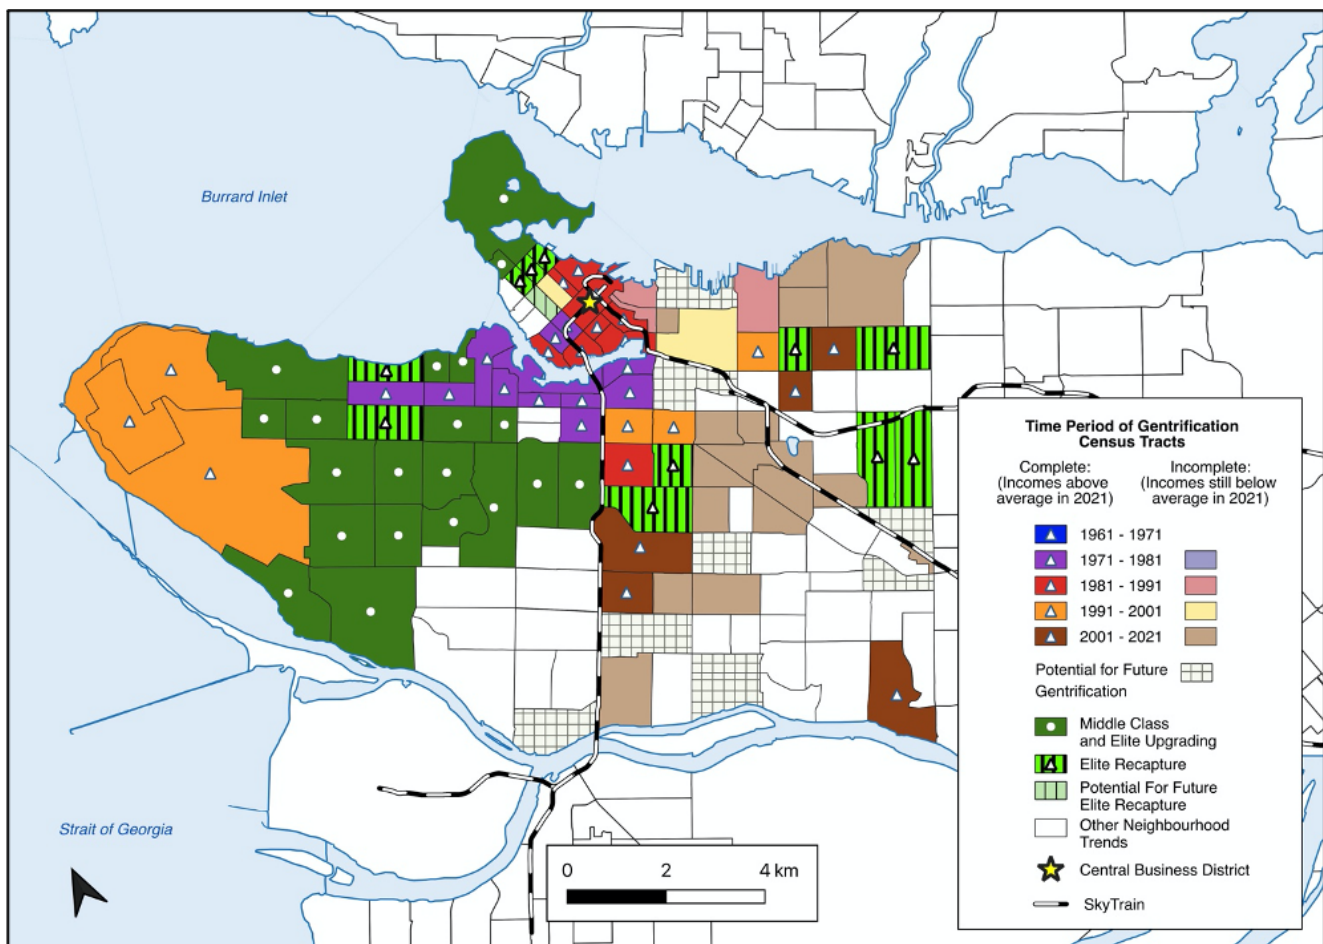 Burrard Inlet
Strait of Georgia
0 2 4 km
Time Period of Gentrification
Census Tracts
Complete: Incomplete:
(Incomes above (Incomes still below
average in 2021) average in 2021)
1961 - 1971
1971 - 1981
1981 - 1991
1991 - 2001
2001 - 2021
Potential for Future
Gentrification
Middle Class
and Elite Upgrading
Elite Recapture
Potential For Future
Elite Recapture
Other Neighbourhood
Trends
Central Business District
SkyTrain